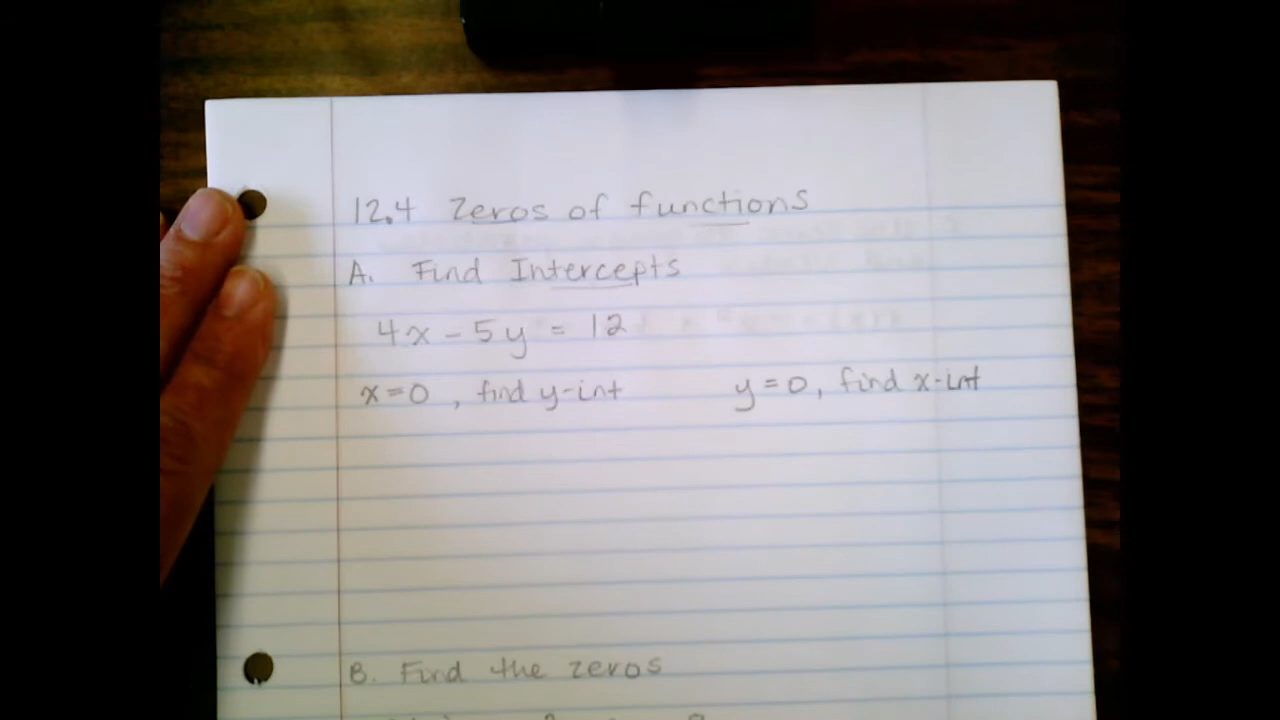 12.4 Zeros of functions
A. Find Intercepts
4x - 5y = 12
x=0, find y-int y=0, find x-int
B. Find the zeros